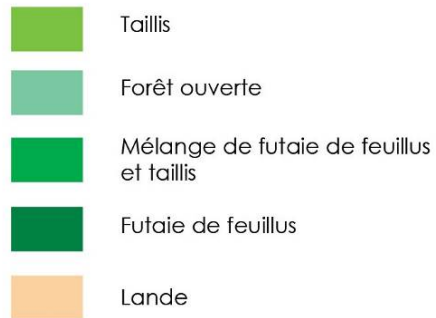 Taillis
Forêt ouverte
Mélange de futaie de feuillus
et taillis
Futaie de feuillus
Lande